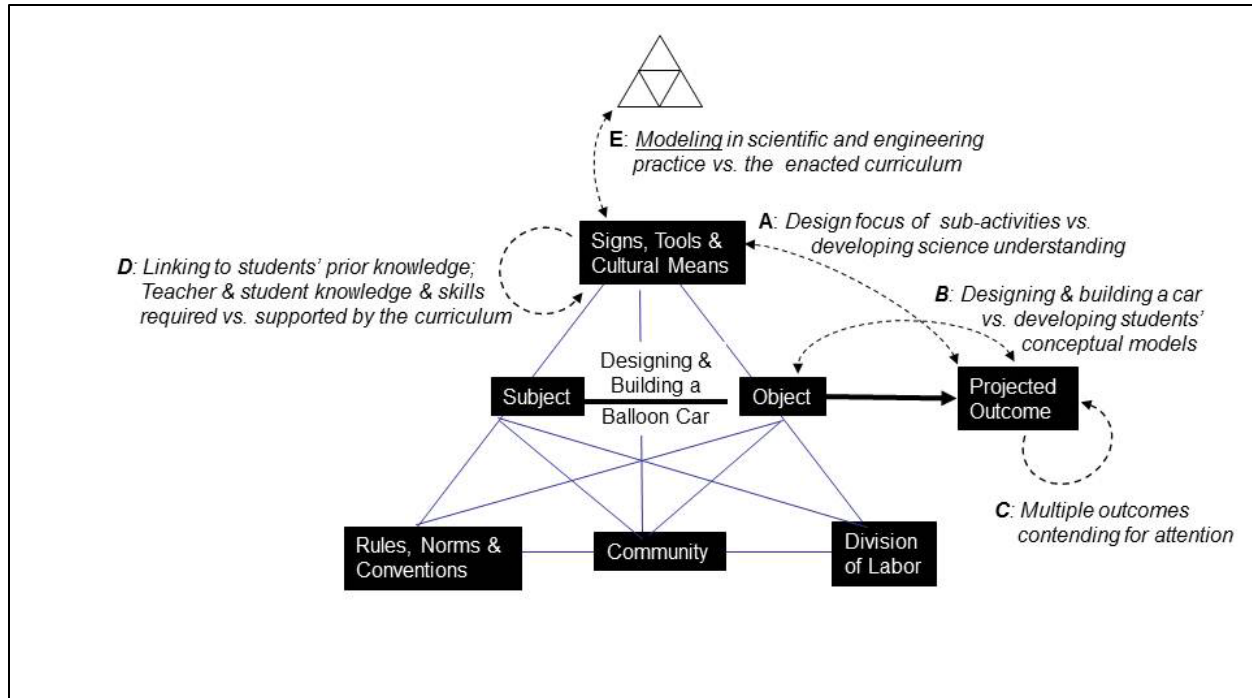 E: Modeling in scientific and engineering
practice vs. the enacted curriculum
A: Design focus of sub-activities vs.
developing science understanding
Signs, Tools &
Cultural Means
D: Linking to students’ prior knowledge;
Teacher & student knowledge & skills
required vs. supported by the curriculum
B: Designing & building a car
vs. developing students’
conceptual models
Designing &
Building a
Balloon Car
Subject
Object
Projected
Outcome
C: Multiple outcomes
contending for attention
Rules, Norms &
Conventions
Community
Division
of Labor